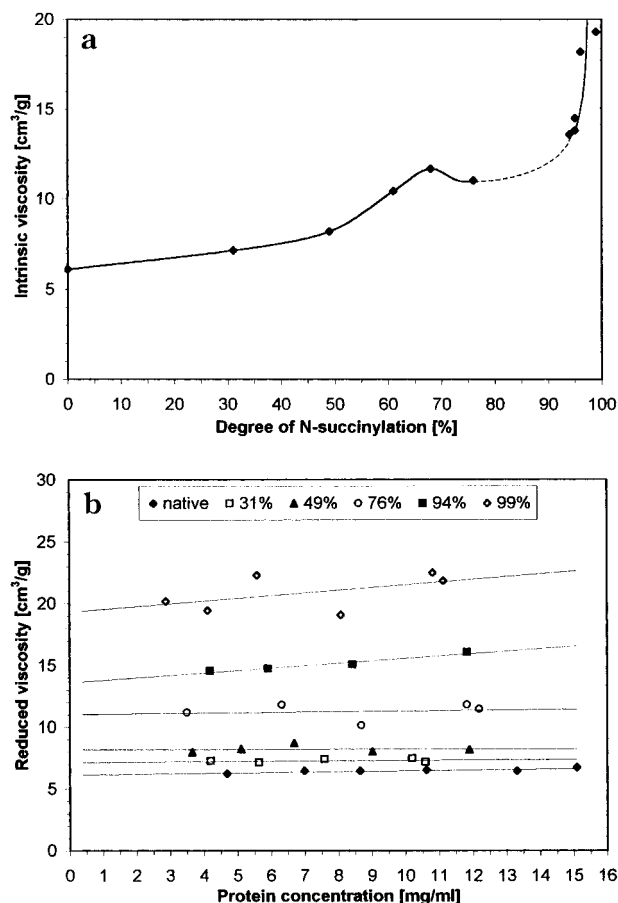 a
20
15
10
5
0
Intrinsic viscosity [cm³/g]
0 10 20 30 40 50 60 70 80 90 100
Degree of N-succinylation [%]
b
native 31% 49% 76% 94% 99%
30
25
20
15
10
5
0
Reduced viscosity [cm³/g]
0 1 2 3 4 5 6 7 8 9 10 11 12 13 14 15 16
Protein concentration [mg/ml]